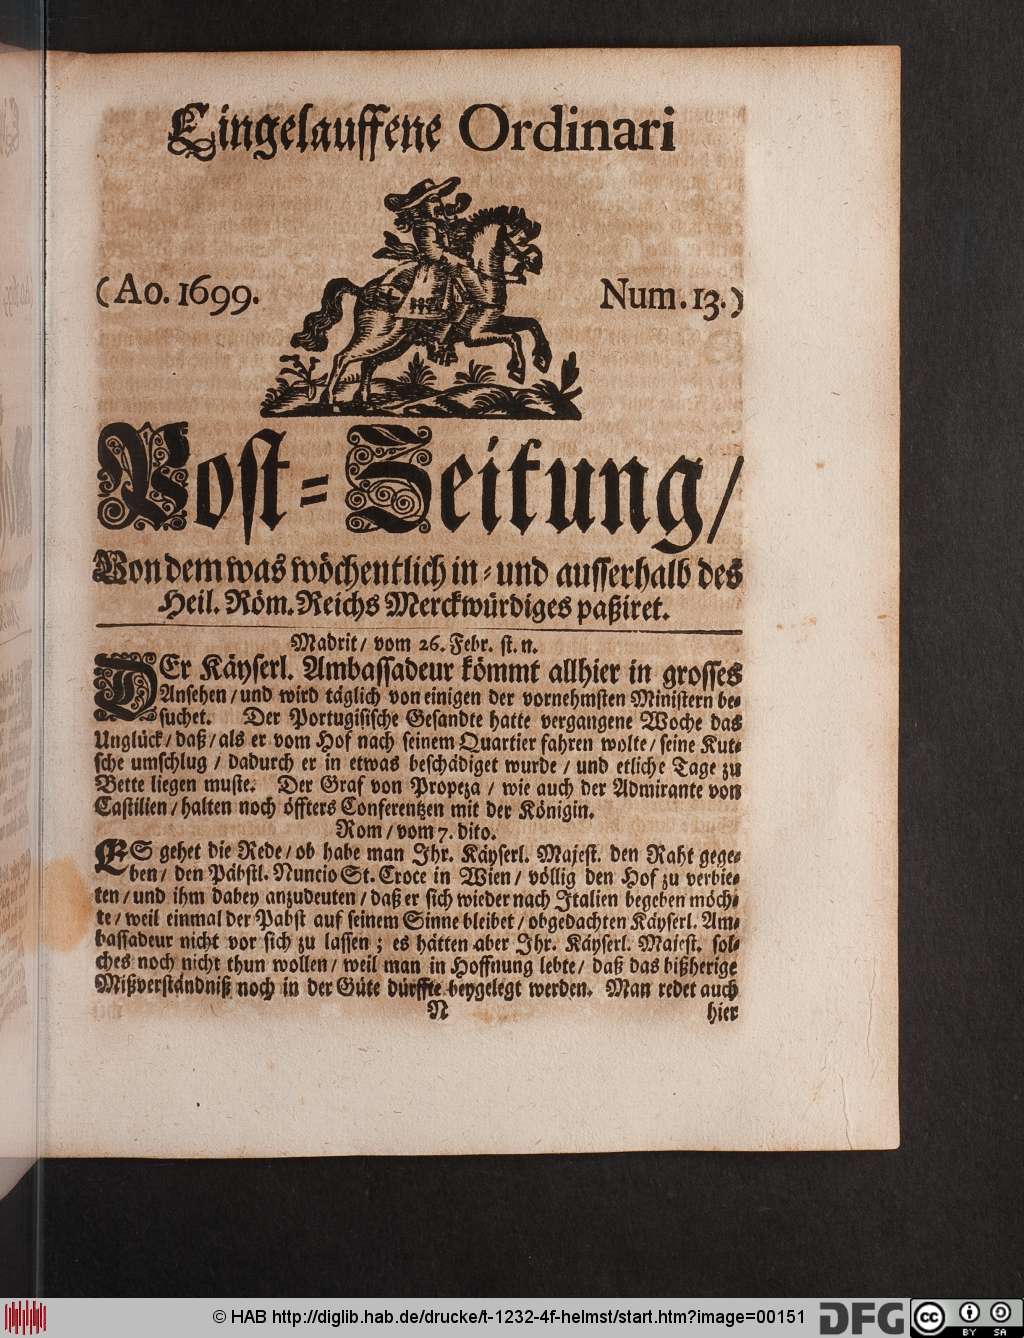 Eingelauffene Ordinari
(Ao. 1699. Num. 13.)
Post-Zeitung/
Von dem was wöchentlich in- und ausserhalb des
Heil. Röm. Reichs Merckwürdiges paßiret.
Madrit/ vom 26. Febr. st. n.
DEr Käyserl. Ambassadeur kömmt allhier in grosses
Ansehen/ und wird täglich von einigen der vornehmsten Ministern be-
suchet. Der Portugisische Gesandte hatte vergangene Woche das
Unglück/ daß/ als er vom Hof nach seinem Quartier fahren wolte/ seine Kut-
sche umschlug/ dadurch er in etwas beschädiget wurde/ und etliche Tage zu
Bette liegen muste. Der Graf von Propeza/ wie auch der Admirante von
Castilien/ halten noch öffters Conferentzen mit der Königin.
Rom/ vom 7. dito.
ES gehet die Rede/ ob habe man Ihr. Käyserl. Majest. den Raht gege-
ben/ den Päbstl. Nuncio St. Croce in Wien/ völlig den Hof zu verbie-
ten/ und ihm dabey anzudeuten/ daß er sich wieder nach Italien begeben möch-
te/ weil einmal der Pabst auf seinem Sinne bleibet/ obgedachten Käyserl. Am-
bassadeur nicht vor sich zu lassen; es hätten aber Ihr. Käyserl. Majest. sol-
ches noch nicht thun wollen/ weil man in Hoffnung lebte/ daß das bißherige
Mißverständniß noch in der Güte dürffte beygelegt werden. Man redet auch
N hier
© HAB http://diglib.hab.de/drucke/t-1232-4f-helmst/start.htm?image=00151
DFG
cc BY SA